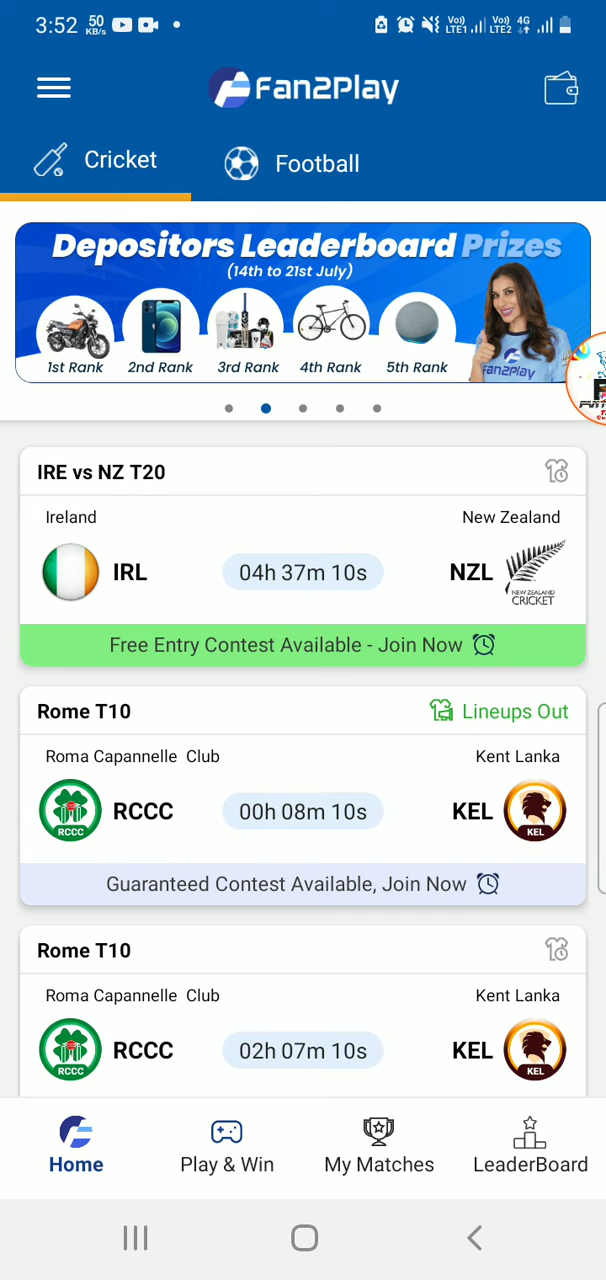 3:52 50 KB/s Vo)) LTE1 Vo)) LTE2 4G
Fan2Play
Cricket Football
Depositors Leaderboard Prizes
(14th to 21st July)
1st Rank 2nd Rank 3rd Rank 4th Rank 5th Rank
Fan2Play
IRE vs NZ T20
Ireland New Zealand
IRL 04h 37m 10s NZL
NEW ZEALAND
CRICKET
Free Entry Contest Available - Join Now
Rome T10 Lineups Out
Roma Capannelle Club Kent Lanka
RCCC RCCC 00h 08m 10s KEL KEL
Guaranteed Contest Available, Join Now
Rome T10
Roma Capannelle Club Kent Lanka
RCCC RCCC 02h 07m 10s KEL KEL
Home Play & Win My Matches LeaderBoard